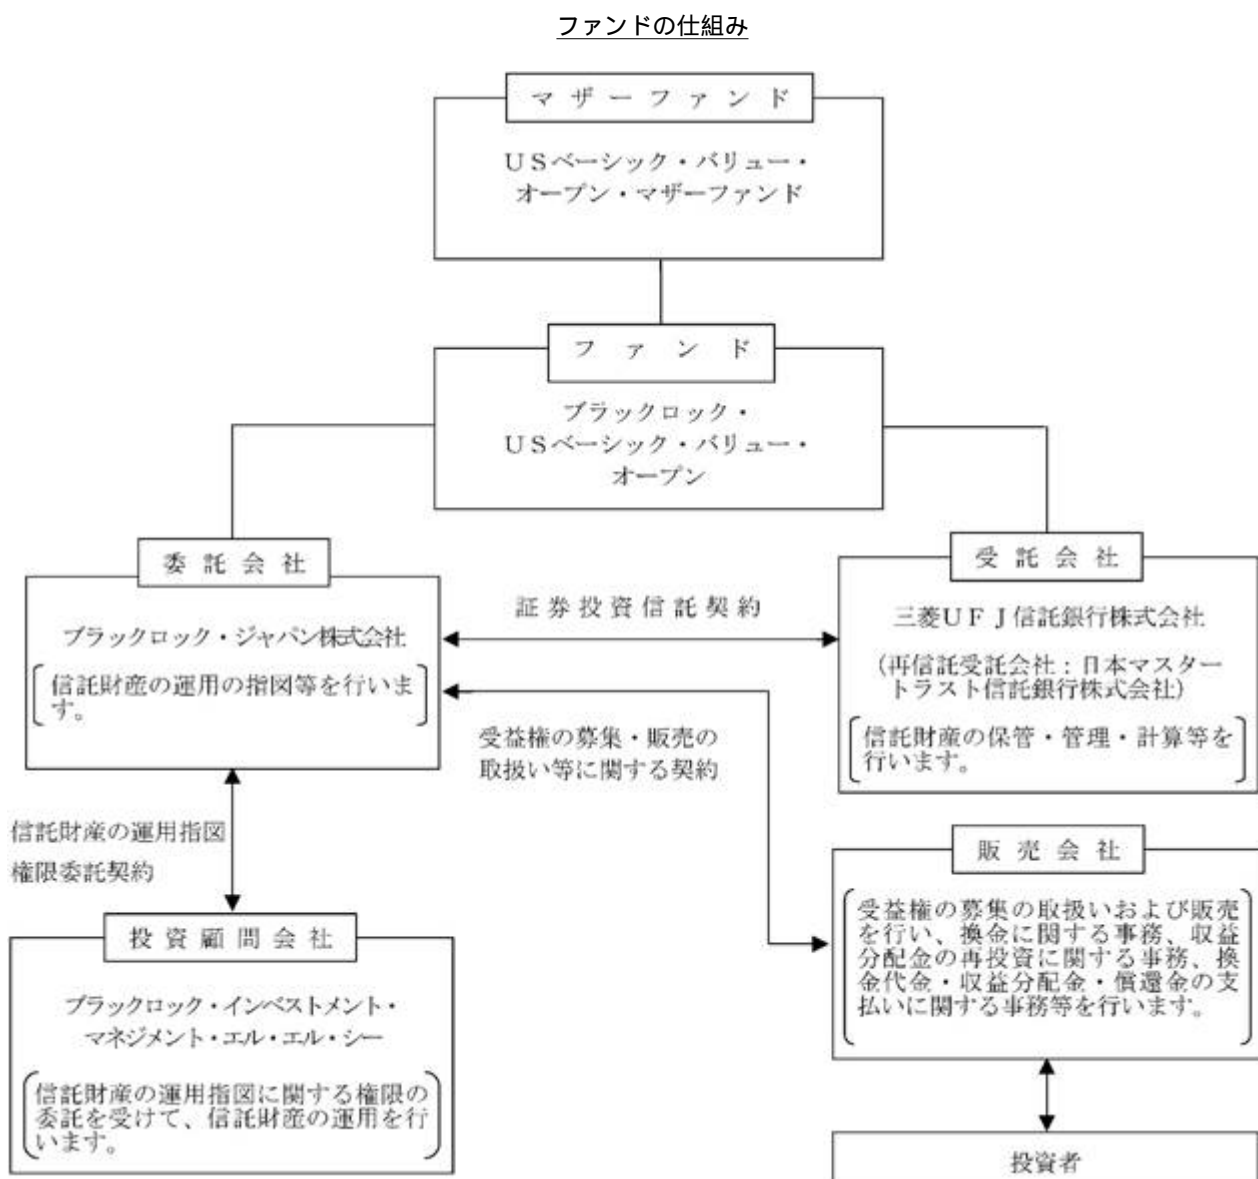 ファンドの仕組み
マザーファンド
USベーシック・バリュー・
オープン・マザーファンド
ファンド
ブラックロック・
USベーシック・バリュー・
オープン
委託会社
ブラックロック・ジャパン株式会社
信託財産の運用の指図等を行いま
す。
証券投資信託契約
受託会社
三菱UFJ信託銀行株式会社
(再信託受託会社:日本マスター
トラスト信託銀行株式会社)
信託財産の保管・管理・計算等を
行います。
受益権の募集・販売の
取扱い等に関する契約
信託財産の運用指図
権限委託契約
販売会社
受益権の募集の取扱いおよび販売
を行い、換金に関する事務、収益
分配金の再投資に関する事務、換
金代金・収益分配金・償還金の支
払いに関する事務等を行います。
投資顧問会社
ブラックロック・インベストメント・
マネジメント・エル・エル・シー
信託財産の運用指図に関する権限の
委託を受けて、信託財産の運用を行
います。
投資者